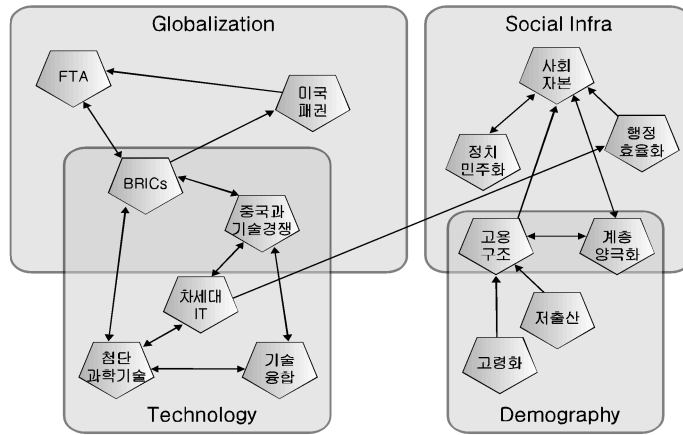 Globalization
Social Infra
FTA
미국
패권
사회
자본
정치
민주화
행정
효율화
BRICs
중국과
기술경쟁
고용
구조
계층
양극화
차세대
IT
저출산
첨단
과학기술
기술
융합
고령화
Technology
Demography